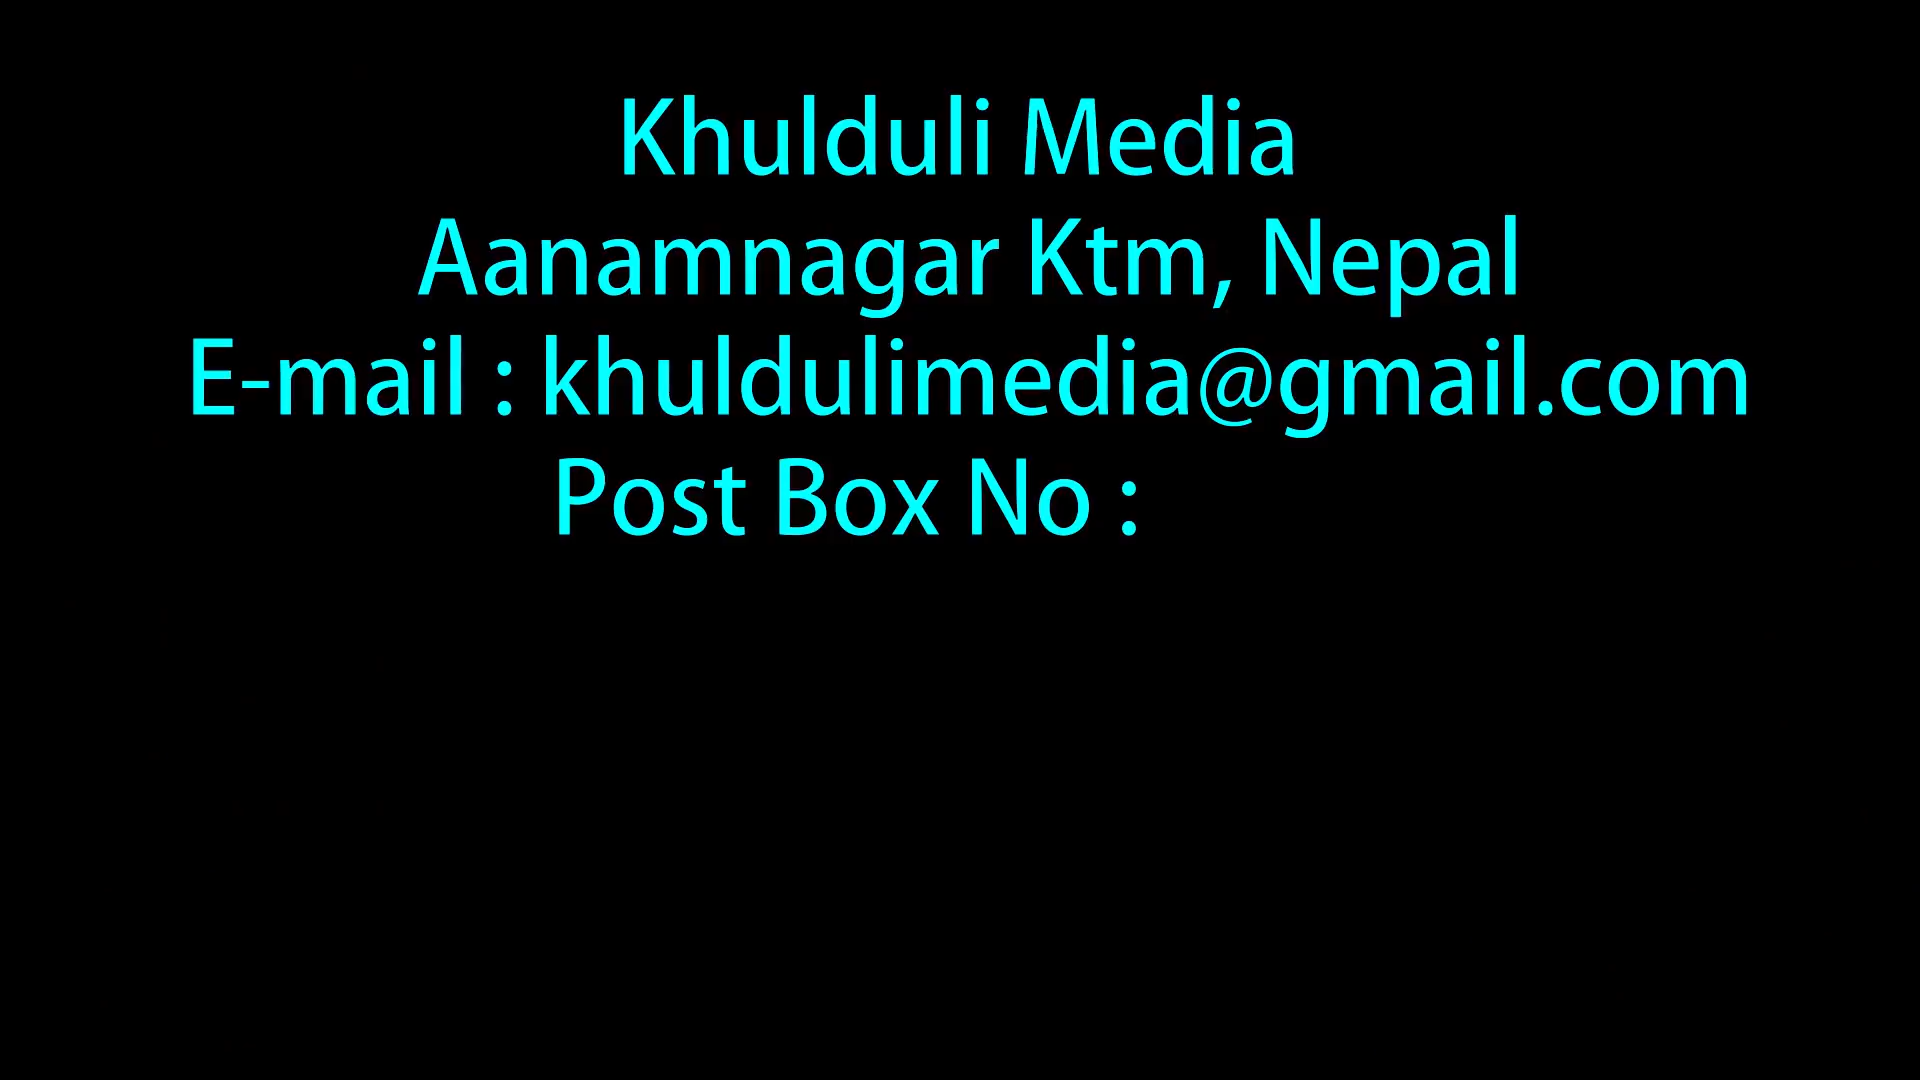 Khulduli Media
Aanamnagar Ktm, Nepal
E-mail : khuldulimedia@gmail.com
Post Box No :